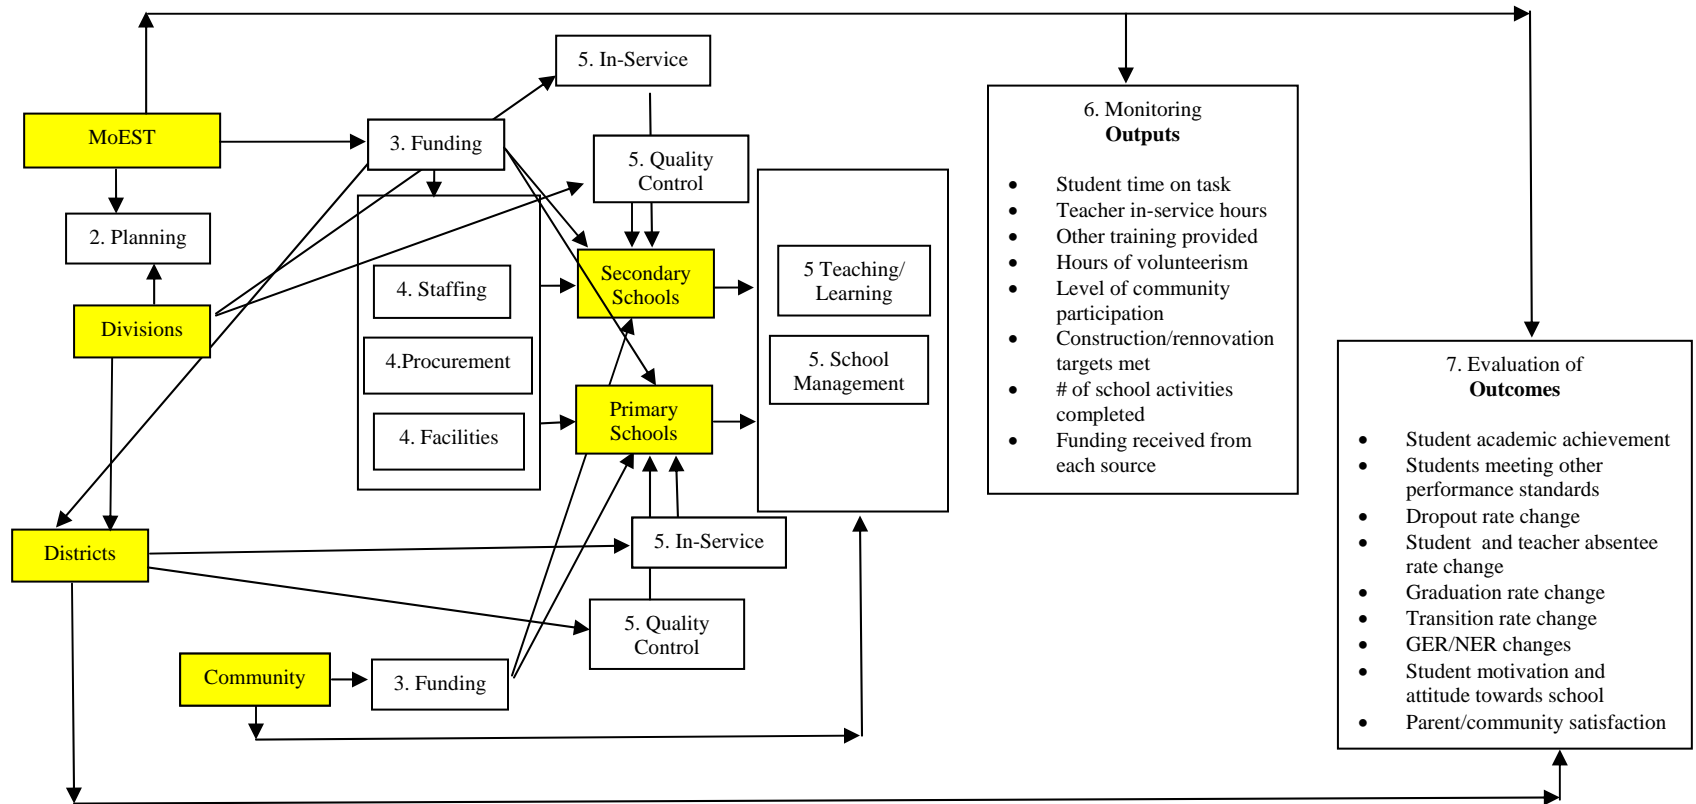 5. In-Service
MoEST
3. Funding
5. Quality
Control
2. Planning
Divisions
4. Staffing
4.Procurement
4. Facilities
Secondary
Schools
Primary
Schools
5 Teaching/
Learning
5. School
Management
Districts
5. In-Service
5. Quality
Control
Community
3. Funding
6. Monitoring
Outputs
• Student time on task
• Teacher in-service hours
• Other training provided
• Hours of volunteerism
• Level of community
participation
• Construction/rennovation
targets met
• # of school activities
completed
• Funding received from
each source
7. Evaluation of
Outcomes
• Student academic achievement
• Students meeting other
performance standards
• Dropout rate change
• Student and teacher absentee
rate change
• Graduation rate change
• Transition rate change
• GER/NER changes
• Student motivation and
attitude towards school
• Parent/community satisfaction